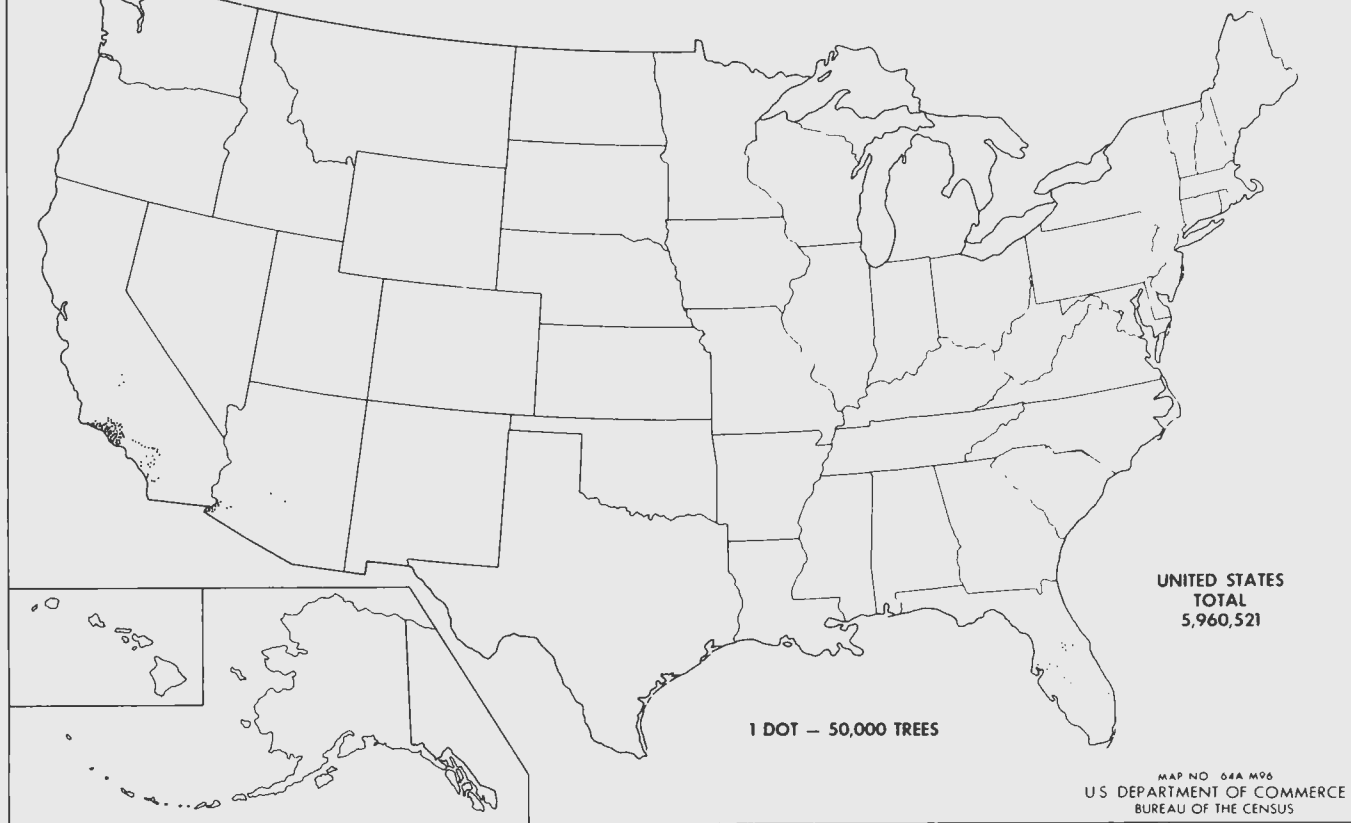 UNITED STATES
TOTAL
5,960,521
1 DOT — 50,000 TREES
MAP NO 64A M96
U S DEPARTMENT OF COMMERCE
BUREAU OF THE CENSUS